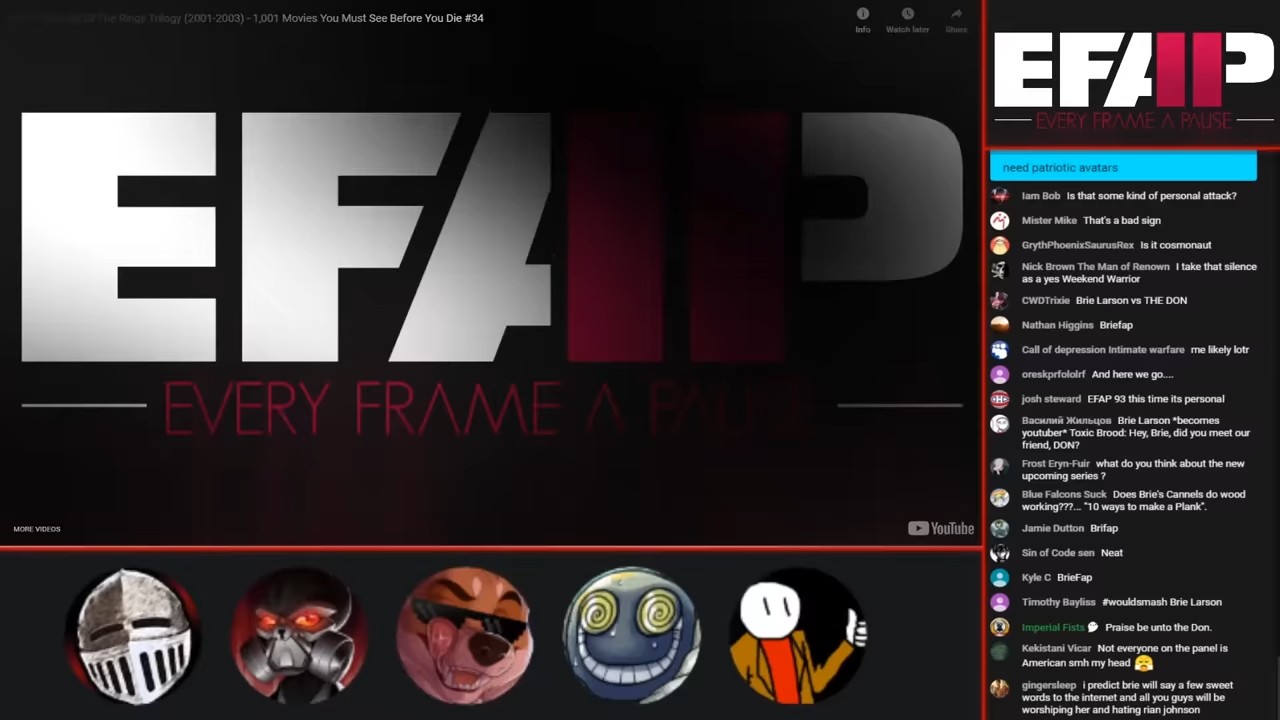 The Rings Trilogy (2001-2003) - 1,001 Movies You Must See Before You Die #34
Info
Watch later
Share
EFAP
EVERY FRAME A PAUSE
MORE VIDEOS
YouTube
EFAP
EVERY FRAME A PAUSE
need patriotic avatars
Iam Bob Is that some kind of personal attack?
Mister Mike That's a bad sign
GrythPhoenixSaurusRex Is it cosmonaut
Nick Brown The Man of Renown I take that silence
as a yes Weekend Warrior
CWDTrixie Brie Larson vs THE DON
Nathan Higgins Briefap
Call of depression Intimate warfare me likely lotr
oreskprfololrf And here we go....
josh steward EFAP 93 this time its personal
Василий Жильцов Brie Larson *becomes
youtuber* Toxic Brood: Hey, Brie, did you meet our
friend, DON?
Frost Eryn-Fuir what do you think about the new
upcoming series ?
Blue Falcons Suck Does Brie's Cannels do wood
working???... "10 ways to make a Plank".
Jamie Dutton Brifap
Sin of Code sen Neat
Kyle C BrieFap
Timothy Bayliss #wouldsmash Brie Larson
Imperial Fists Praise be unto the Don.
Kekistani Vicar Not everyone on the panel is
American smh my head
gingersleep i predict brie will say a few sweet
words to the internet and all you guys will be
worshiping her and hating rian johnson